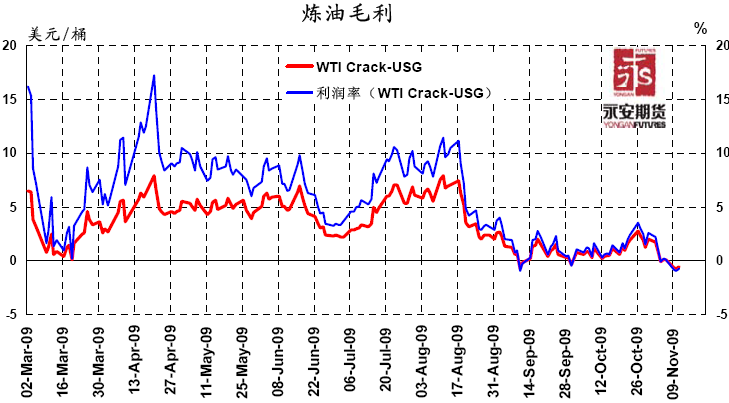 炼油毛利
美元/桶
%
WTI Crack-USG
利润率（WTI Crack-USG）
永安期货
YONGAN FUTURES
20
15
10
5
0
-5
20
15
10
5
0
-5
02-Mar-09
16-Mar-09
30-Mar-09
13-Apr-09
27-Apr-09
11-May-09
25-May-09
08-Jun-09
22-Jun-09
06-Jul-09
20-Jul-09
03-Aug-09
17-Aug-09
31-Aug-09
14-Sep-09
28-Sep-09
12-Oct-09
26-Oct-09
09-Nov-09